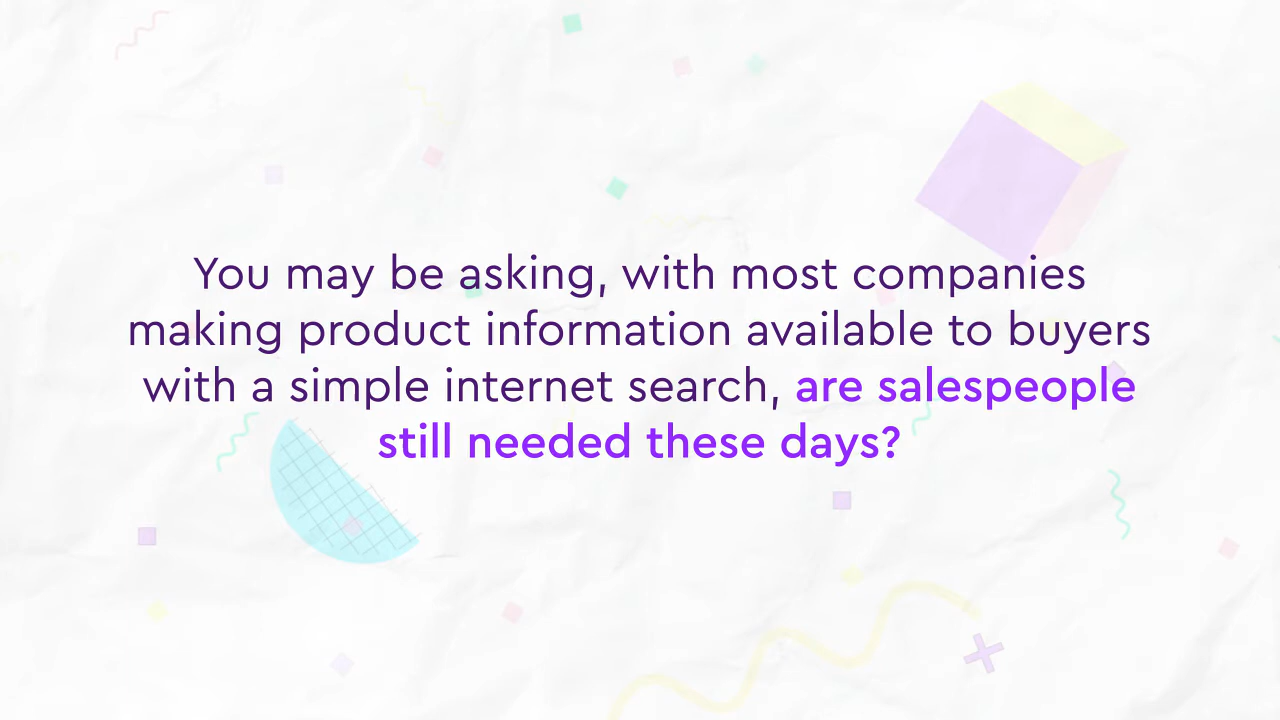 You may be asking, with most companies
making product information available to buyers
with a simple internet search, are salespeople
still needed these days?